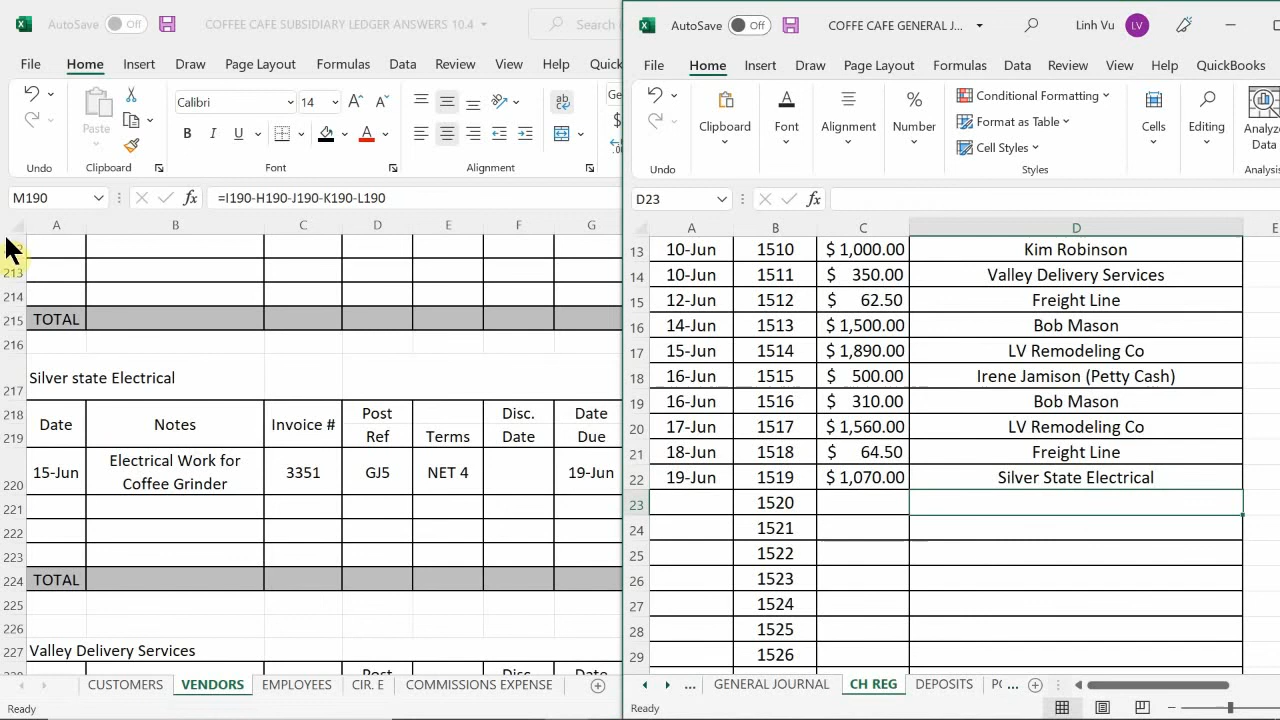 AutoSave Off COFFEE CAFE SUBSIDIARY LEDGER ANSWERS 10.4 Search
File Home Insert Draw Page Layout Formulas Data Review View Help Quick
Calibri 14
Paste
B I U
Undo Clipboard Font Alignment
M190 fx =I190-H190-J190-K190-L190
A B C D E F G
213
214
215 TOTAL
216
217 Silver state Electrical
218 Date Notes Invoice # Post Disc. Date
219 Ref Terms Date Due
220 15-Jun Electrical Work for 3351 GJ5 NET 4 19-Jun
Coffee Grinder
221
222
223
224 TOTAL
225
226
227 Valley Delivery Services
Post Disc. Date
CUSTOMERS VENDORS EMPLOYEES CIR. E COMMISSIONS EXPENSE
Ready
AutoSave Off COFFE CAFE GENERAL J... Linh Vu LV
File Home Insert Draw Page Layout Formulas Data Review View Help QuickBooks
Clipboard Font Alignment Number Conditional Formatting Cells Editing Analyze
Format as Table Data
Cell Styles
Undo Styles Analysis
D23 fx
A B C D E
13 10-Jun 1510 $ 1,000.00 Kim Robinson
14 10-Jun 1511 $ 350.00 Valley Delivery Services
15 12-Jun 1512 $ 62.50 Freight Line
16 14-Jun 1513 $ 1,500.00 Bob Mason
17 15-Jun 1514 $ 1,890.00 LV Remodeling Co
18 16-Jun 1515 $ 500.00 Irene Jamison (Petty Cash)
19 16-Jun 1516 $ 310.00 Bob Mason
20 17-Jun 1517 $ 1,560.00 LV Remodeling Co
21 18-Jun 1518 $ 64.50 Freight Line
22 19-Jun 1519 $ 1,070.00 Silver State Electrical
23 1520
24 1521
25 1522
26 1523
27 1524
28 1525
29 1526
... GENERAL JOURNAL CH REG DEPOSITS ...
Ready